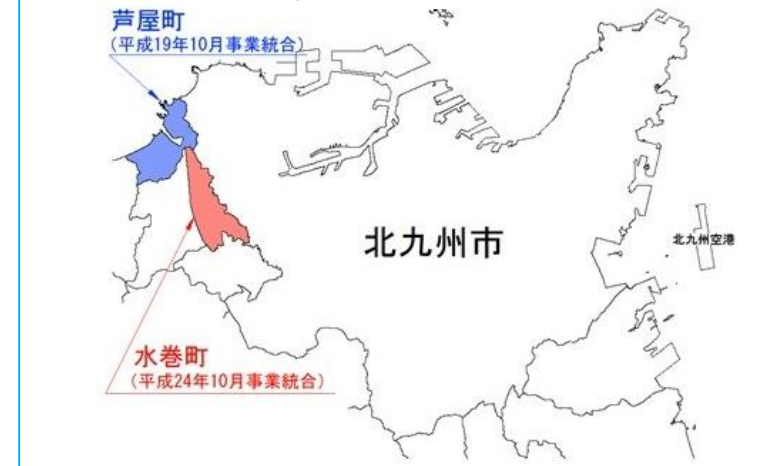 芦屋町
(平成19年10月事業統合)
北九州市
北九州空港
水巻町
(平成24年10月事業統合)